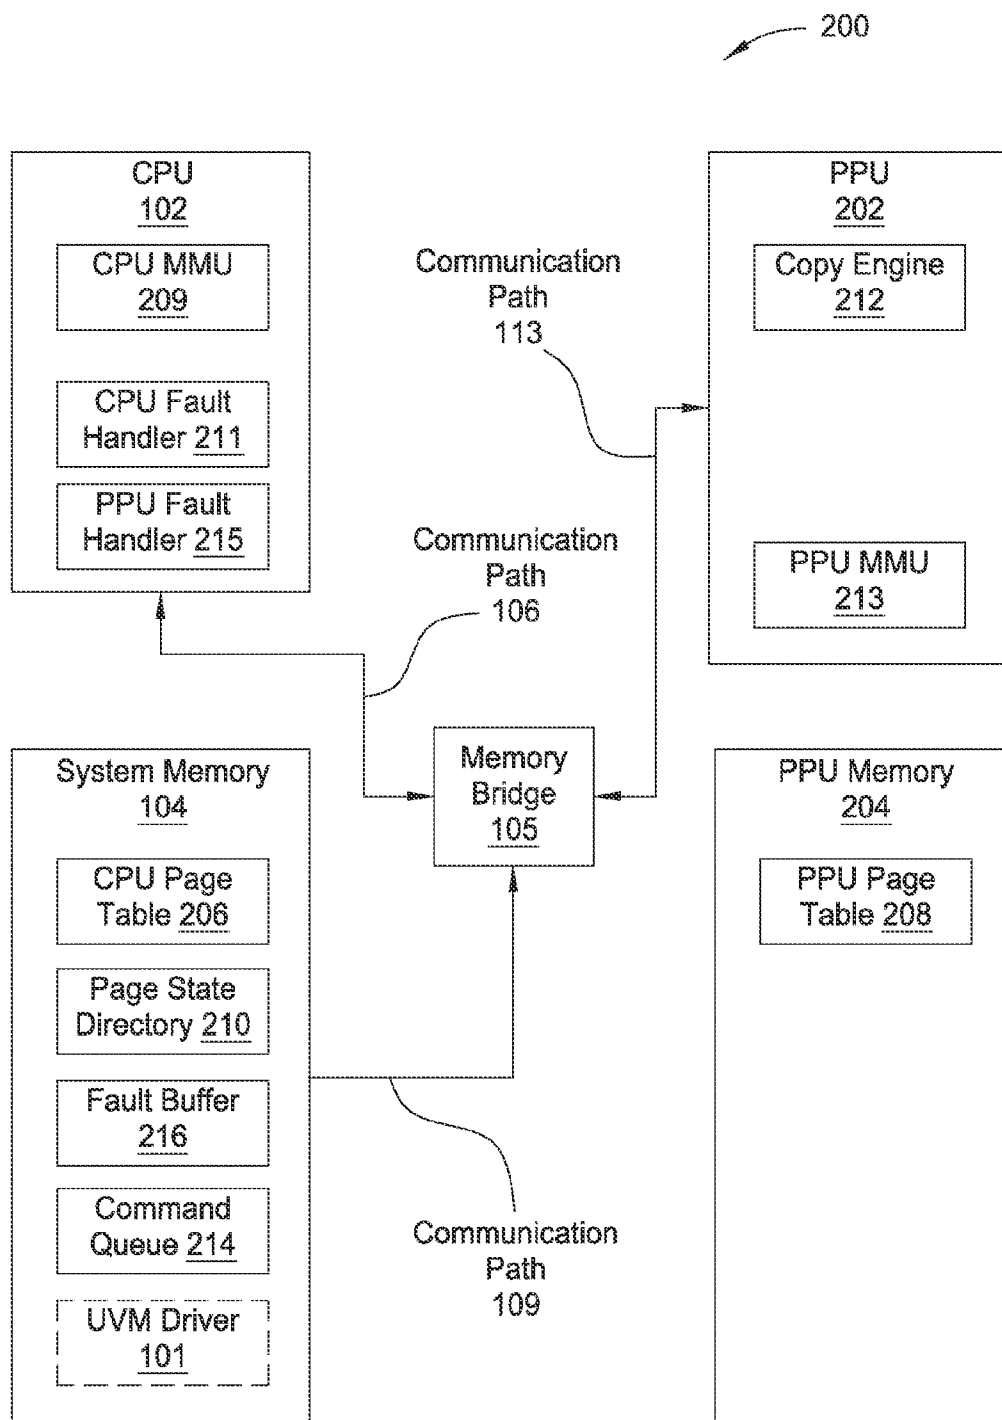 200
CPU
102
CPU MMU
209
CPU Fault
Handler 211
PPU Fault
Handler 215
Communication
Path
113
PPU
202
Copy Engine
212
PPU MMU
213
Communication
Path
106
Memory
Bridge
105
System Memory
104
CPU Page
Table 206
Page State
Directory 210
Fault Buffer
216
Command
Queue 214
UVM Driver
101
Communication
Path
109
PPU Memory
204
PPU Page
Table 208